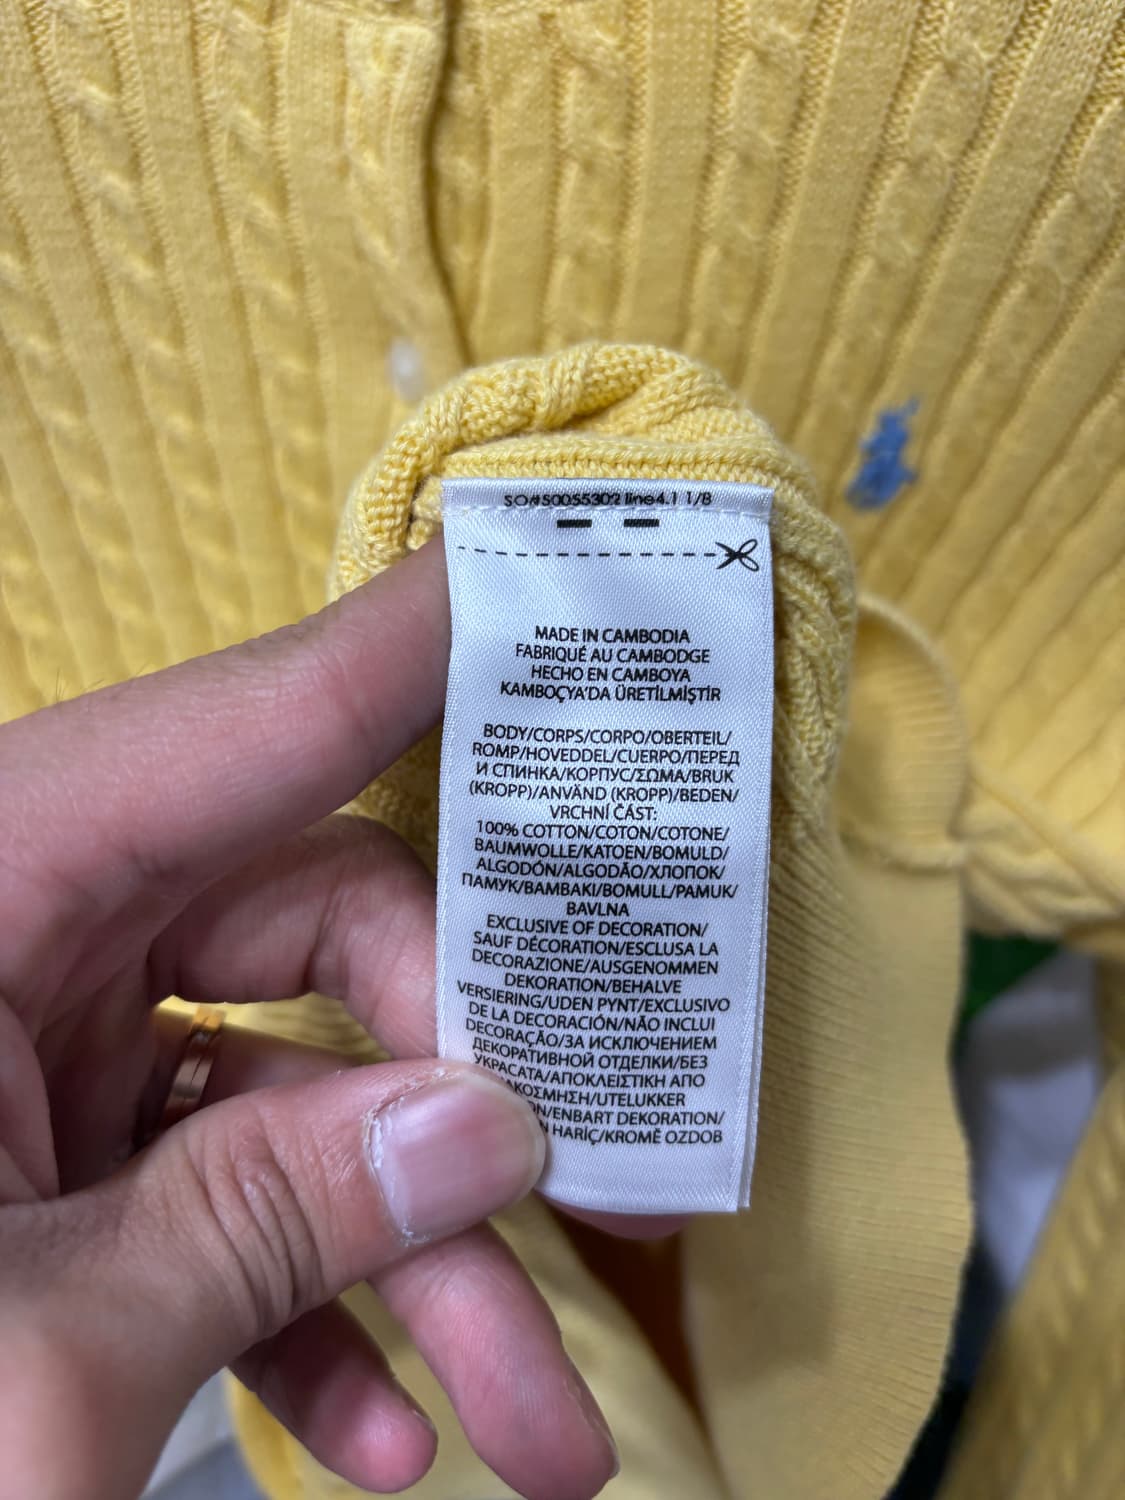 SO#50055302 line4.1 1/8
MADE IN CAMBODIA
FABRIQUÉ AU CAMBODGE
HECHO EN CAMBOYA
KAMBOÇYA'DA ÜRETİLMİŞTİR
BODY/CORPS/CORPO/OBERTEIL/
ROMP/HOVEDDEL/CUERPO/ПЕРЕД
И СПИНКА/КОРПУС/ΣΩΜΑ/BRUK
(KROPP)/ANVÄND (KROPP)/BEDEN/
VRCHNÍ ČÁST:
100% COTTON/COTON/COTONE/
BAUMWOLLE/KATOEN/BOMULD/
ALGODÓN/ALGODÃO/ХЛОПОК/
ПАМУК/ΒΑΜΒΑΚΙ/BOMULL/PAMUK/
BAVLNA
EXCLUSIVE OF DECORATION/
SAUF DÉCORATION/ESCLUSA LA
DECORAZIONE/AUSGENOMMEN
DEKORATION/BEHALVE
VERSIERING/UDEN PYNT/EXCLUSIVO
DE LA DECORACIÓN/NÃO INCLUI
DECORAÇÃO/ЗА ИСКЛЮЧЕНИЕМ
ДЕКОРАТИВНОЙ ОТДЕЛКИ/БЕЗ
УКРАСАТА/ΑΠΟΚΛΕΙΣΤΙΚΗ ΑΠΟ
ΑΚΟΣΜΗΣΗ/UTELUKKER
ON/ENBART DEKORATION/
N HARİÇ/KROMĚ OZDOB